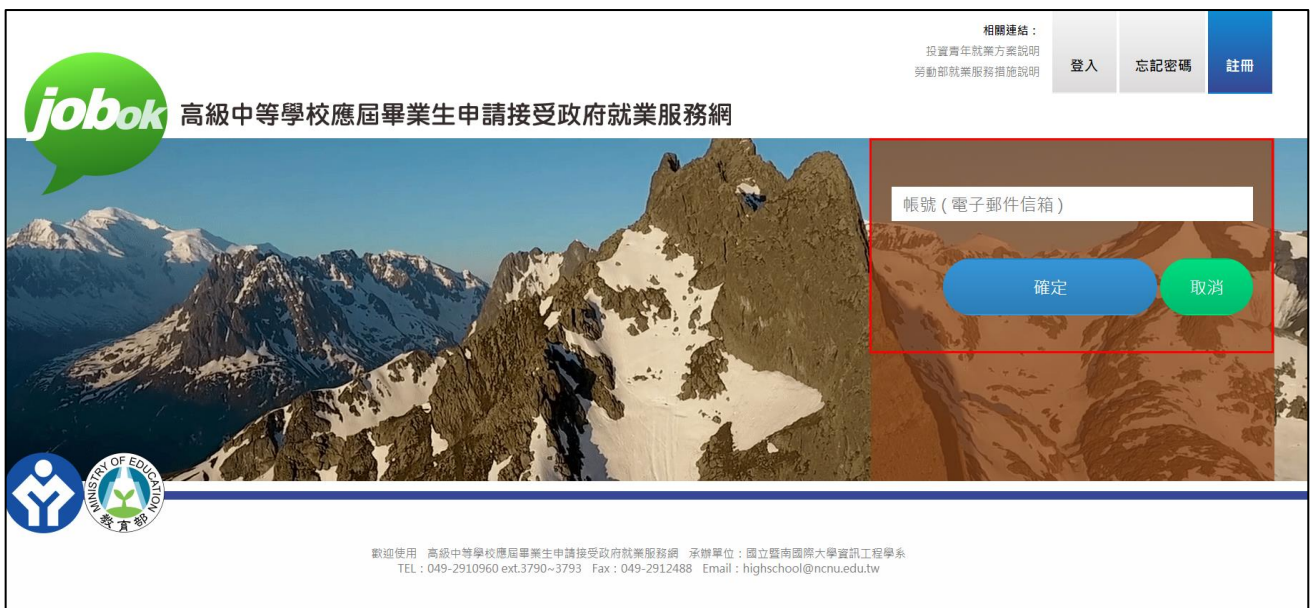 相關連結：
投資青年就業方案說明
勞動部就業服務措施說明
登入
忘記密碼
註冊
jobok
高級中等學校應屆畢業生申請接受政府就業服務網
帳號 ( 電子郵件信箱 )
確定
取消
MINISTRY OF EDUCATION
教育部
歡迎使用 高級中等學校應屆畢業生申請接受政府就業服務網 承辦單位：國立暨南國際大學資訊工程學系
TEL：049-2910960 ext.3790~3793 Fax：049-2912488 Email：highschool@ncnu.edu.tw